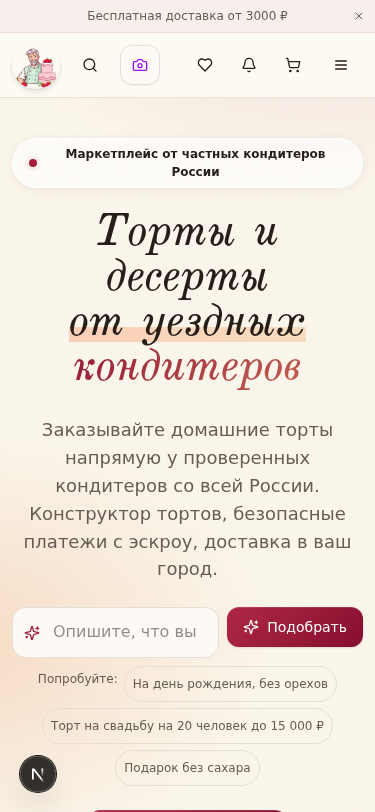 Бесплатная доставка от 3000 ₽
Маркетплейс от частных кондитеров
России
Торты и
десерты
от уездных
кондитеров
Заказывайте домашние торты
напрямую у проверенных
кондитеров со всей России.
Конструктор тортов, безопасные
платежи с эскроу, доставка в ваш
город.
Опишите, что вы
Подобрать
Попробуйте:
На день рождения, без орехов
Торт на свадьбу на 20 человек до 15 000 ₽
Подарок без сахара
N